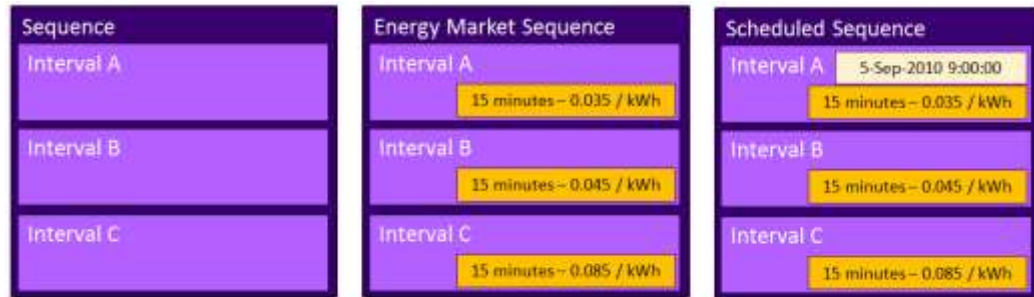 Sequence
Interval A
Interval B
Interval C
Energy Market Sequence
Interval A
15 minutes – 0.035 / kWh
Interval B
15 minutes – 0.045 / kWh
Interval C
15 minutes – 0.085 / kWh
Scheduled Sequence
Interval A
5-Sep-2010 9:00:00
15 minutes – 0.035 / kWh
Interval B
15 minutes – 0.045 / kWh
Interval C
15 minutes – 0.085 / kWh